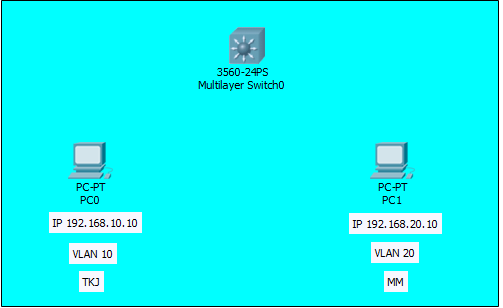 3560-24PS
Multilayer Switch0
PC-PT
PC0
IP 192.168.10.10
VLAN 10
TKJ
PC-PT
PC1
IP 192.168.20.10
VLAN 20
MM